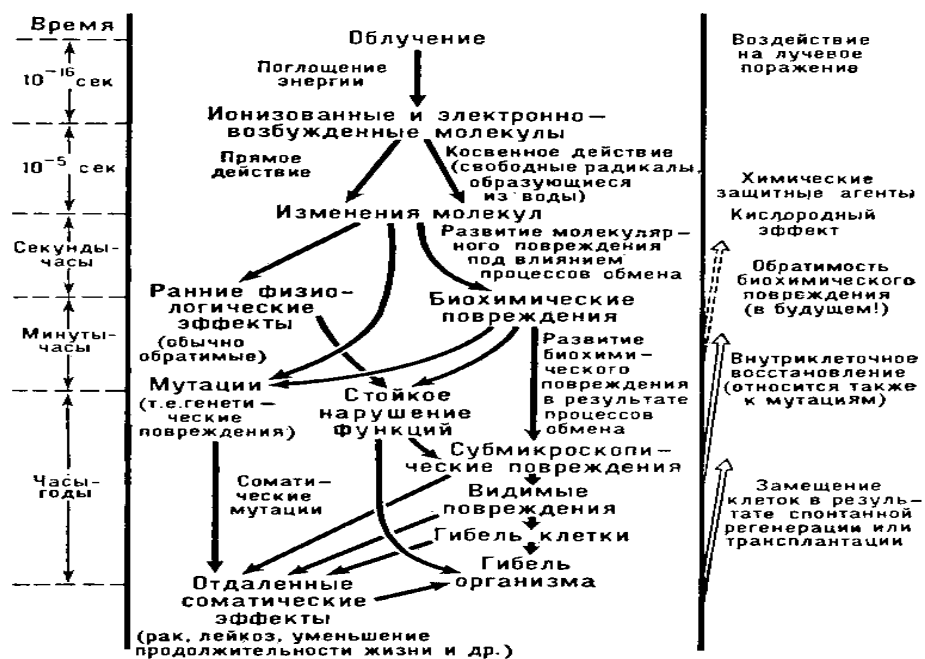 Время
10⁻¹⁶ сек
10⁻⁵ сек
Секунды-
часы
Минуты-
часы
Часы-
годы
Облучение
Поглощение
энергии
Ионизованные и электронно-
возбужденные молекулы
Прямое
действие
Косвенное действие
(свободные радикалы,
образующиеся
из воды)
Изменения молекул
Развитие молекуляр-
ного повреждения
под влиянием
процессов обмена
Ранние физио-
логические
эффекты
(обычно
обратимые)
Биохимические
повреждения
Развитие
биохими-
ческого
повреждения
в результате
процессов
обмена
Мутации
(т.е.генети-
ческие
повреждения)
Стойкое
нарушение
функций
Субмикроскопи-
ческие повреждения
Соматі-
ческие
мутации
Видимые
повреждения
Гибель клетки
Гибель
организма
Отдаленные
соматические
эффекты
(рак, лейкоз, уменьшение
продолжительности жизни и др.)
Воздействие
на лучевое
поражение
Химические
защитные агенты
Кислородный
эффект
Обратимость
биохимического
повреждения
(в будущем!)
Внутриклеточное
восстановление
(относится также
к мутациям)
Замещение
клеток в резуль-
тате спонтанной
регенерации или
трансплантации